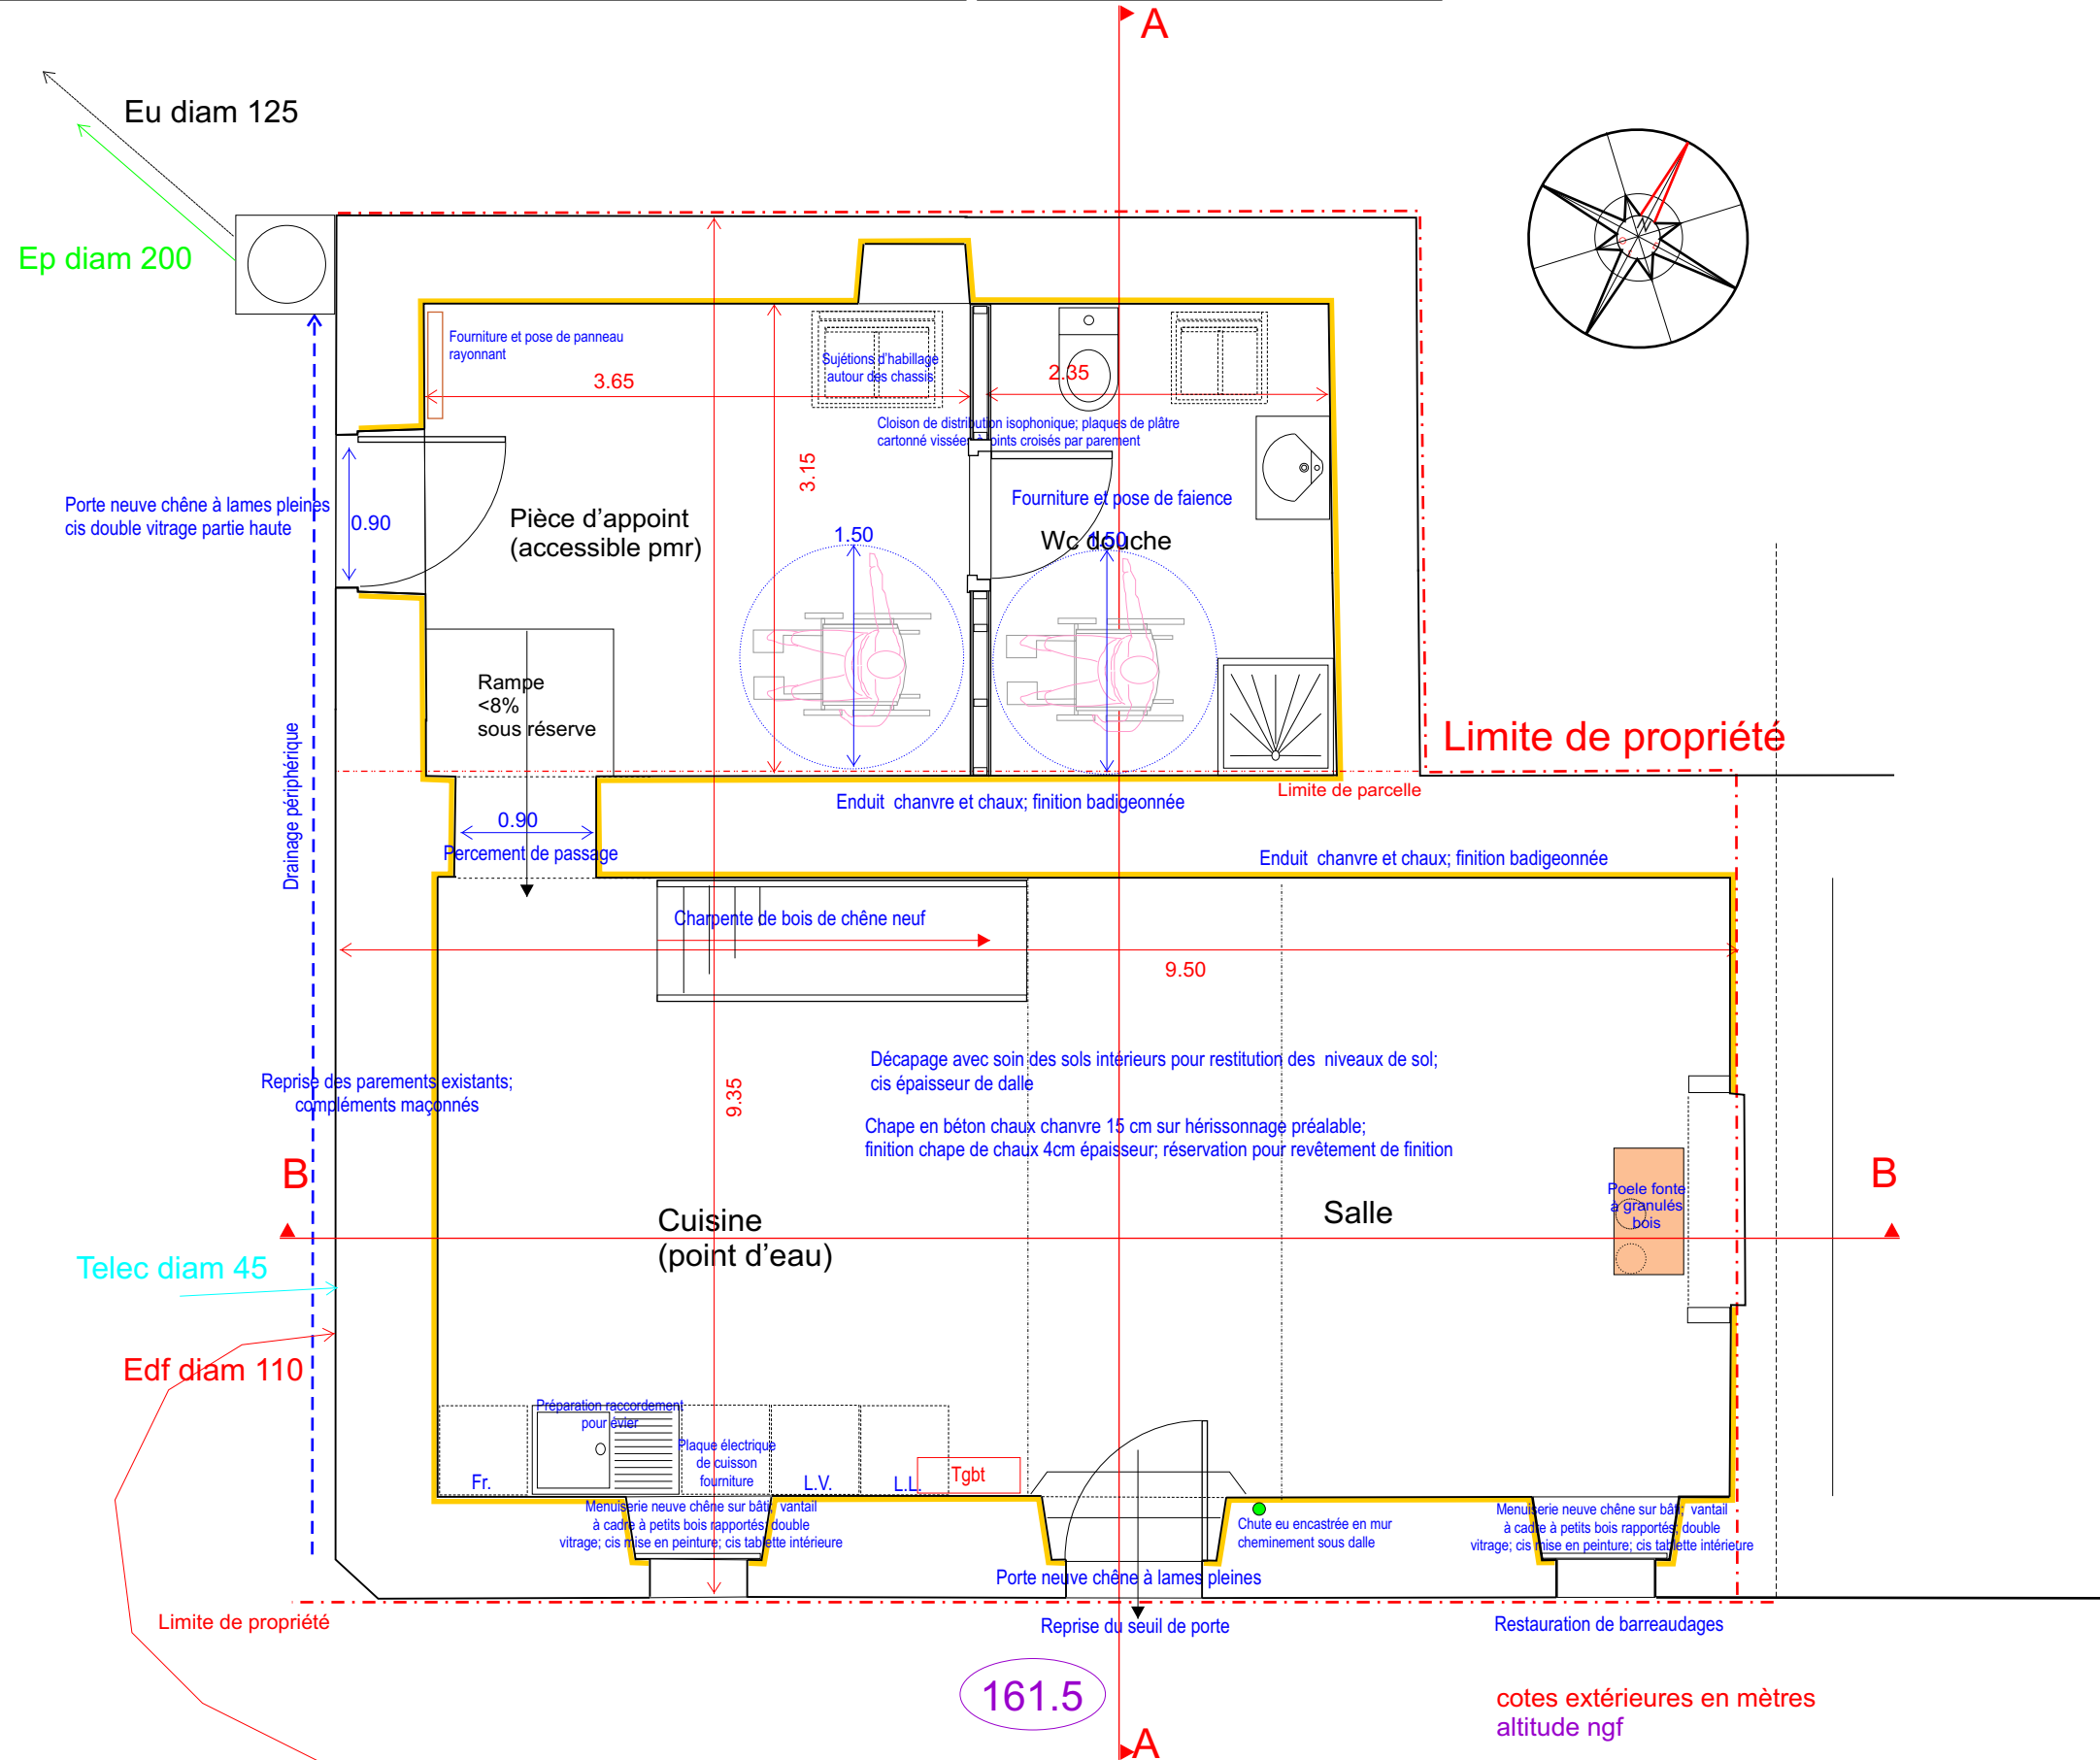 A
Eu diam 125
Ep diam 200
N
Fourniture et pose de panneau
rayonnant
Sujétions d'habillage
autour des chassis
3.65
2.35
Cloison de distribution isophonique; plaques de plâtre
cartonné vissées à joints croisés par parement
3.15
Porte neuve chêne à lames pleines
cis double vitrage partie haute
0.90
Pièce d'appoint
(accessible pmr)
Fourniture et pose de faience
Wc douche
1.50
1.50
Rampe
<8%
sous réserve
Limite de propriété
Limite de parcelle
Drainage périphérique
Enduit chanvre et chaux; finition badigeonnée
0.90
Percement de passage
Enduit chanvre et chaux; finition badigeonnée
Charpente de bois de chêne neuf
9.50
9.35
Décapage avec soin des sols intérieurs pour restitution des niveaux de sol;
cis épaisseur de dalle
Reprise des parements existants;
compléments maçonnés
Chape en béton chaux chanvre 15 cm sur hérissonnage préalable;
finition chape de chaux 4cm épaisseur; réservation pour revêtement de finition
B
B
Poele fonte
à granulés
bois
Cuisine
(point d'eau)
Salle
Telec diam 45
Edf diam 110
Préparation raccordement
pour évier
Plaque électrique
de cuisson
fourniture
Fr.
L.V.
L.L.
Tgbt
Menuiserie neuve chêne sur bâti; vantail
à cadre à petits bois rapportés; double
vitrage; cis mise en peinture; cis tablette intérieure
Chute eu encastrée en mur
cheminement sous dalle
Menuiserie neuve chêne sur bâti; vantail
à cadre à petits bois rapportés; double
vitrage; cis mise en peinture; cis tablette intérieure
Porte neuve chêne à lames pleines
Limite de propriété
Reprise du seuil de porte
Restauration de barreaudages
161.5
cotes extérieures en mètres
altitude ngf
A